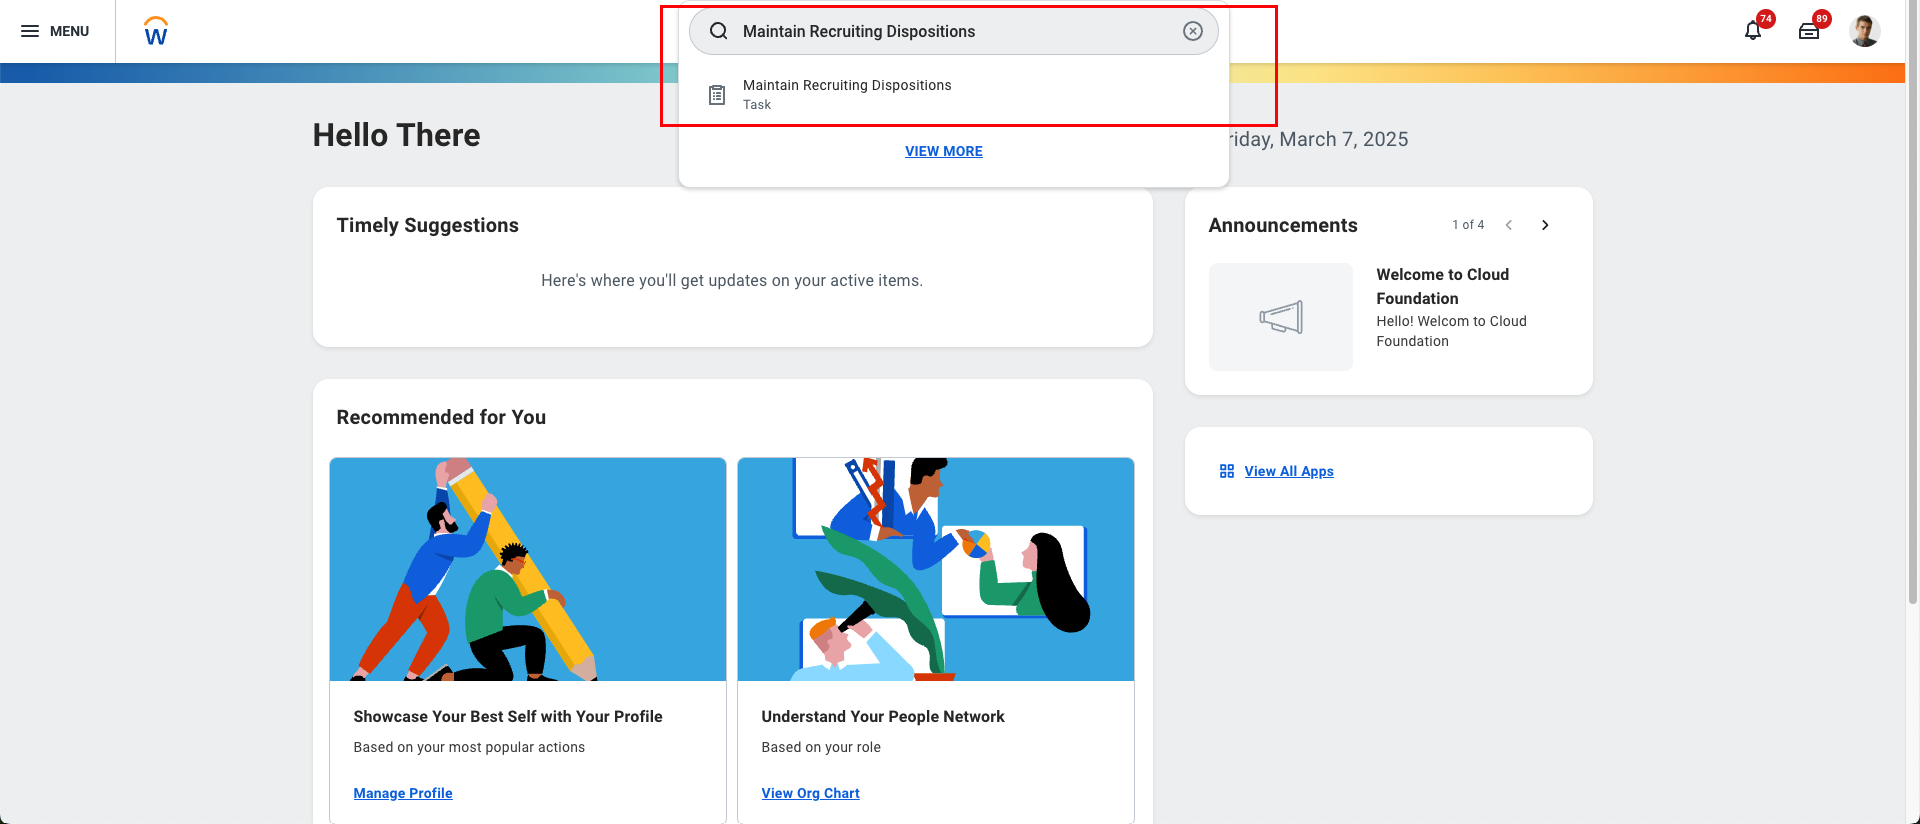 MENU
Maintain Recruiting Dispositions
74
89
Maintain Recruiting Dispositions
Task
VIEW MORE
Hello There
riday, March 7, 2025
Timely Suggestions
Here's where you'll get updates on your active items.
Announcements
1 of 4
Welcome to Cloud
Foundation
Hello! Welcom to Cloud
Foundation
Recommended for You
View All Apps
Showcase Your Best Self with Your Profile
Based on your most popular actions
Manage Profile
Understand Your People Network
Based on your role
View Org Chart